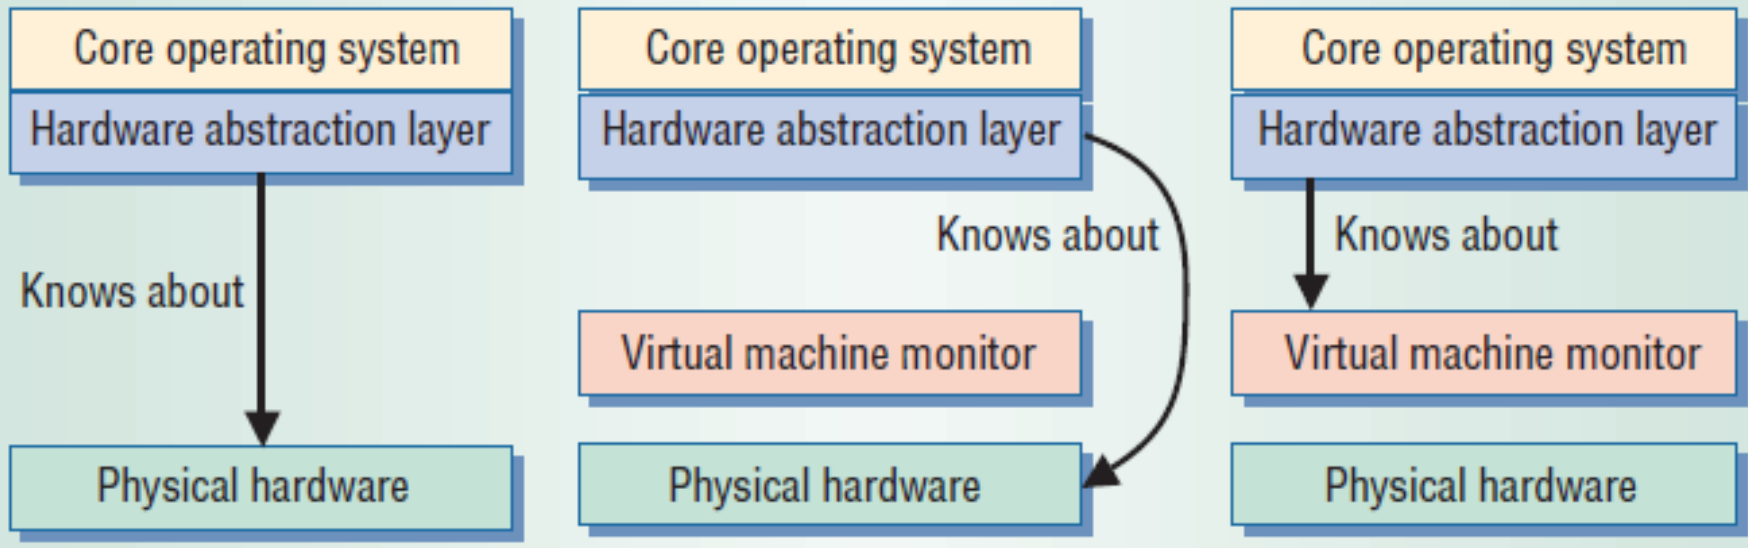 Core operating system
Hardware abstraction layer
Knows about
Physical hardware
Core operating system
Hardware abstraction layer
Knows about
Virtual machine monitor
Physical hardware
Core operating system
Hardware abstraction layer
Knows about
Virtual machine monitor
Physical hardware